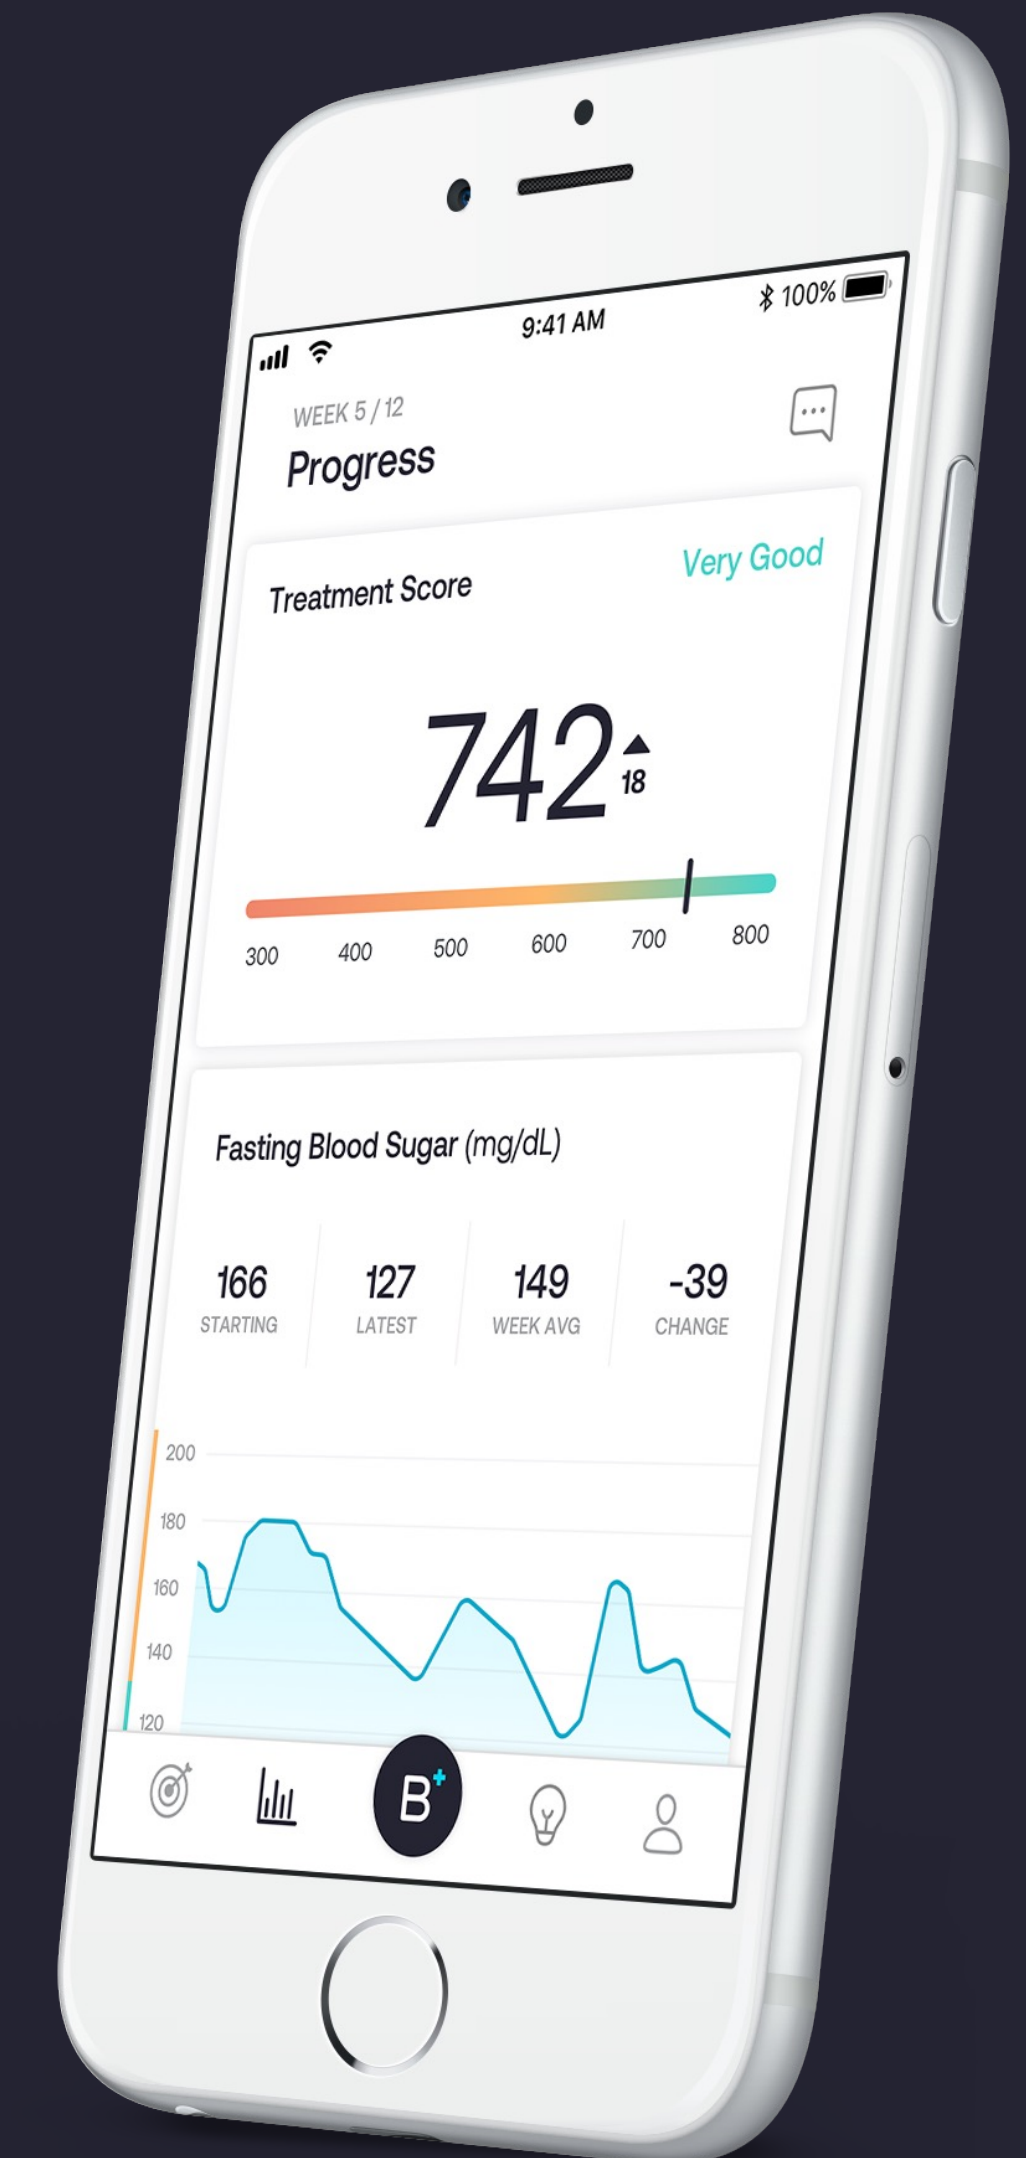 9:41 AM
100%
WEEK 5 / 12
Progress
Treatment Score
Very Good
742
18
300 400 500 600 700 800
Fasting Blood Sugar (mg/dL)
166 127 149 -39
STARTING LATEST WEEK AVG CHANGE
200
180
160
140
120
B+